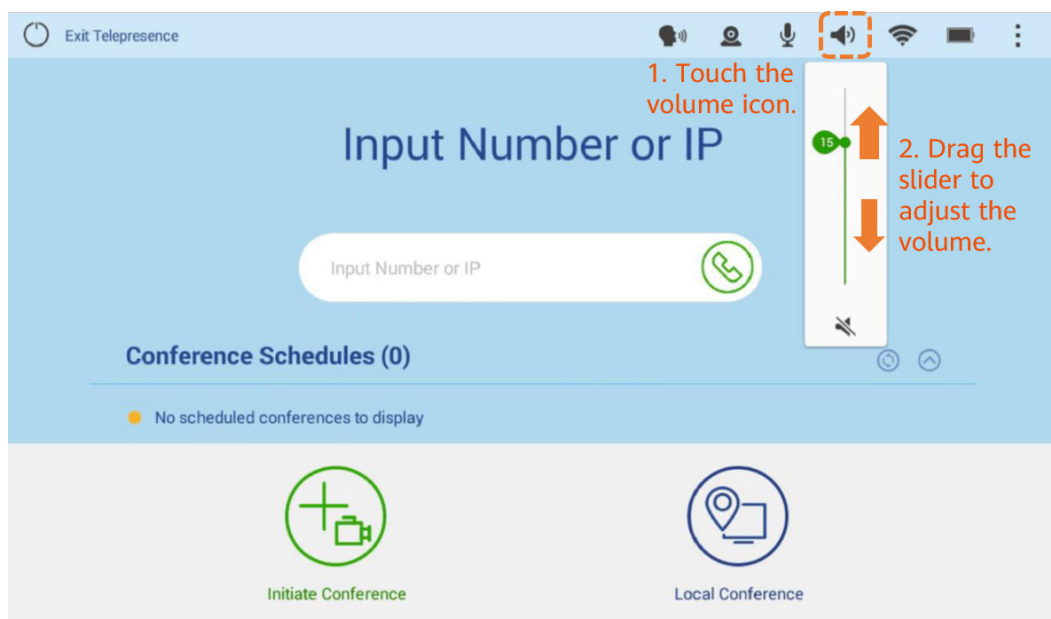 Exit Telepresence
1. Touch the
volume icon.
Input Number or IP
15
2. Drag the
slider to
adjust the
volume.
Input Number or IP
Conference Schedules (0)
No scheduled conferences to display
Initiate Conference
Local Conference